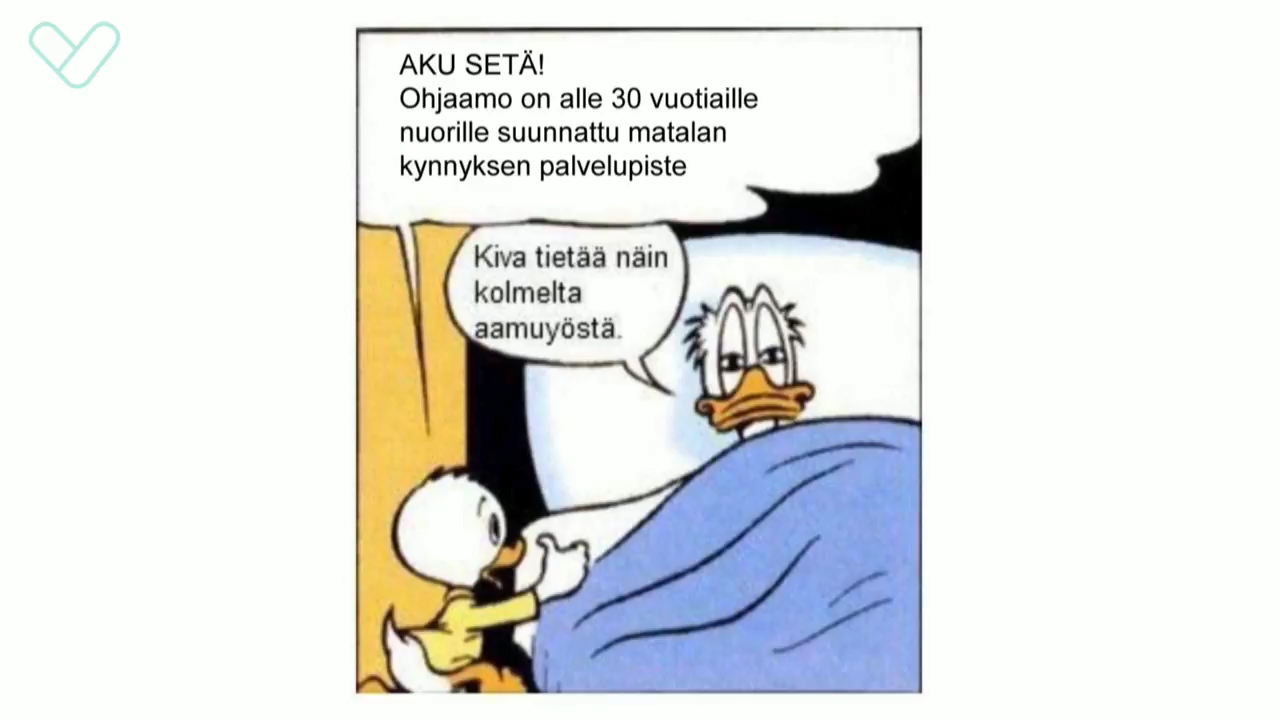 AKU SETÄ!
Ohjaamo on alle 30 vuotiaille
nuorille suunnattu matalan
kynnyksen palvelupiste
Kiva tietää näin
kolmelta
aamuyöstä.